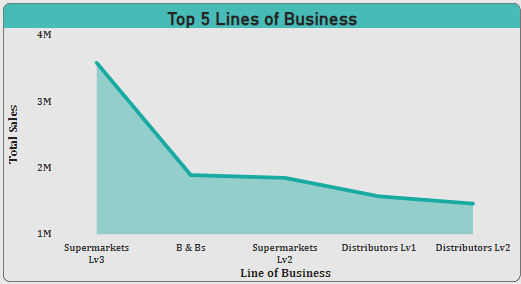 Top 5 Lines of Business
4M
3M
2M
1M
Total Sales
Supermarkets
Lv3
B & Bs
Supermarkets
Lv2
Distributors Lv1
Distributors Lv2
Line of Business